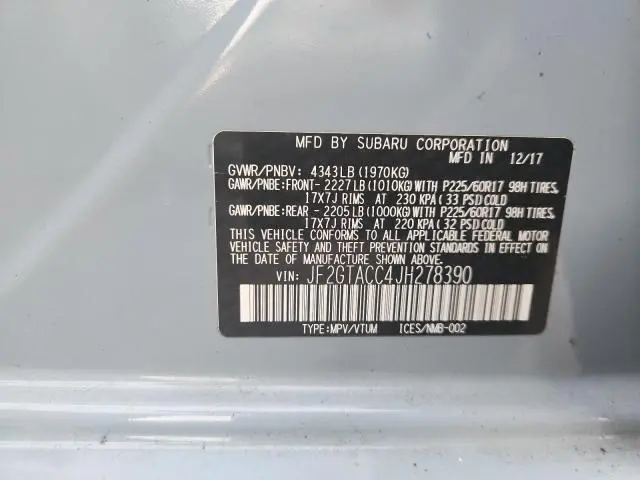 MFD BY SUBARU CORPORATION
MFD IN 12/17
GVWR/PNBV: 4343LB (1970KG)
GAWR/PNBE: FRONT- 2227LB (1010KG) WITH P225/60R17 98H TIRES,
17X7J RIMS AT 230 KPA (33 PSI) COLD
GAWR/PNBE: REAR - 2205LB (1000KG) WITH P225/60R17 98H TIRES,
17X7J RIMS AT 220 KPA (32 PSI) COLD
THIS VEHICLE CONFORMS TO ALL APPLICABLE FEDERAL MOTOR
VEHICLE SAFETY AND THEFT PREVENTION STANDARDS IN EFFECT ON
THE DATE OF MANUFACTURE SHOWN ABOVE.
VIN: JF2GTACC4JH278390
TYPE:MPV/VTUM ICES/NMB-002